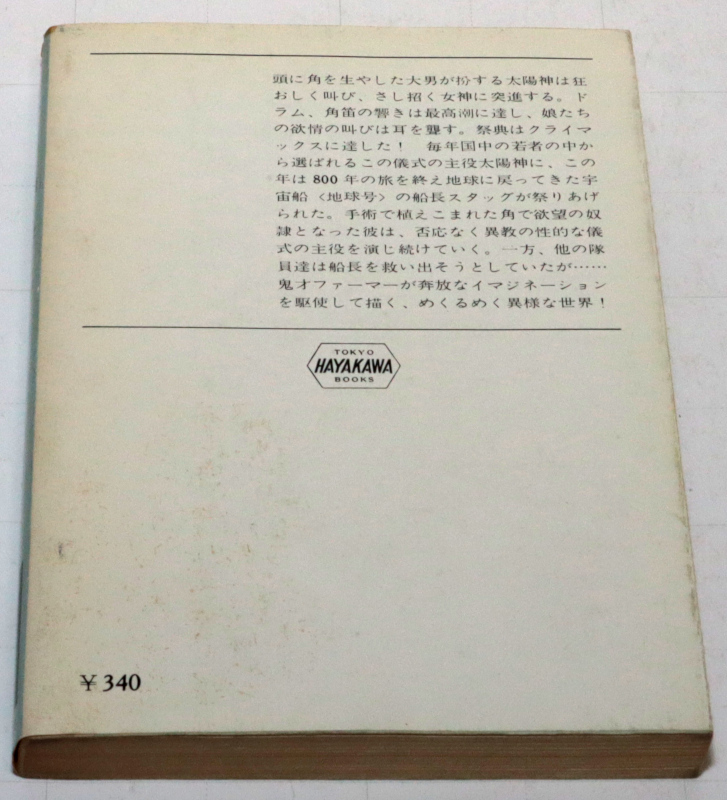 頭に角を生やした大男が扮する太陽神は狂
おしく叫び、さし招く女神に突進する。ド
ラム、角笛の響きは最高潮に達し、娘たち
の欲情の叫びは耳を聾す。祭典はクライマ
ックスに達した！　毎年国中の若者の中か
ら選ばれるこの儀式の主役太陽神に、この
年は800年の旅を終え地球に戻ってきた宇
宙船〈地球号〉の船長スタッグが祭りあげ
られた。手術で植えこまれた角で欲望の奴
隷となった彼は、否応なく異教の性的な儀
式の主役を演じ続けていく。一方、他の隊
員達は船長を救い出そうとしていたが……
鬼才ファーマーが奔放なイマジネーション
を駆使して描く、めくるめく異様な世界！
TOKYO
HAYAKAWA
BOOKS
￥340